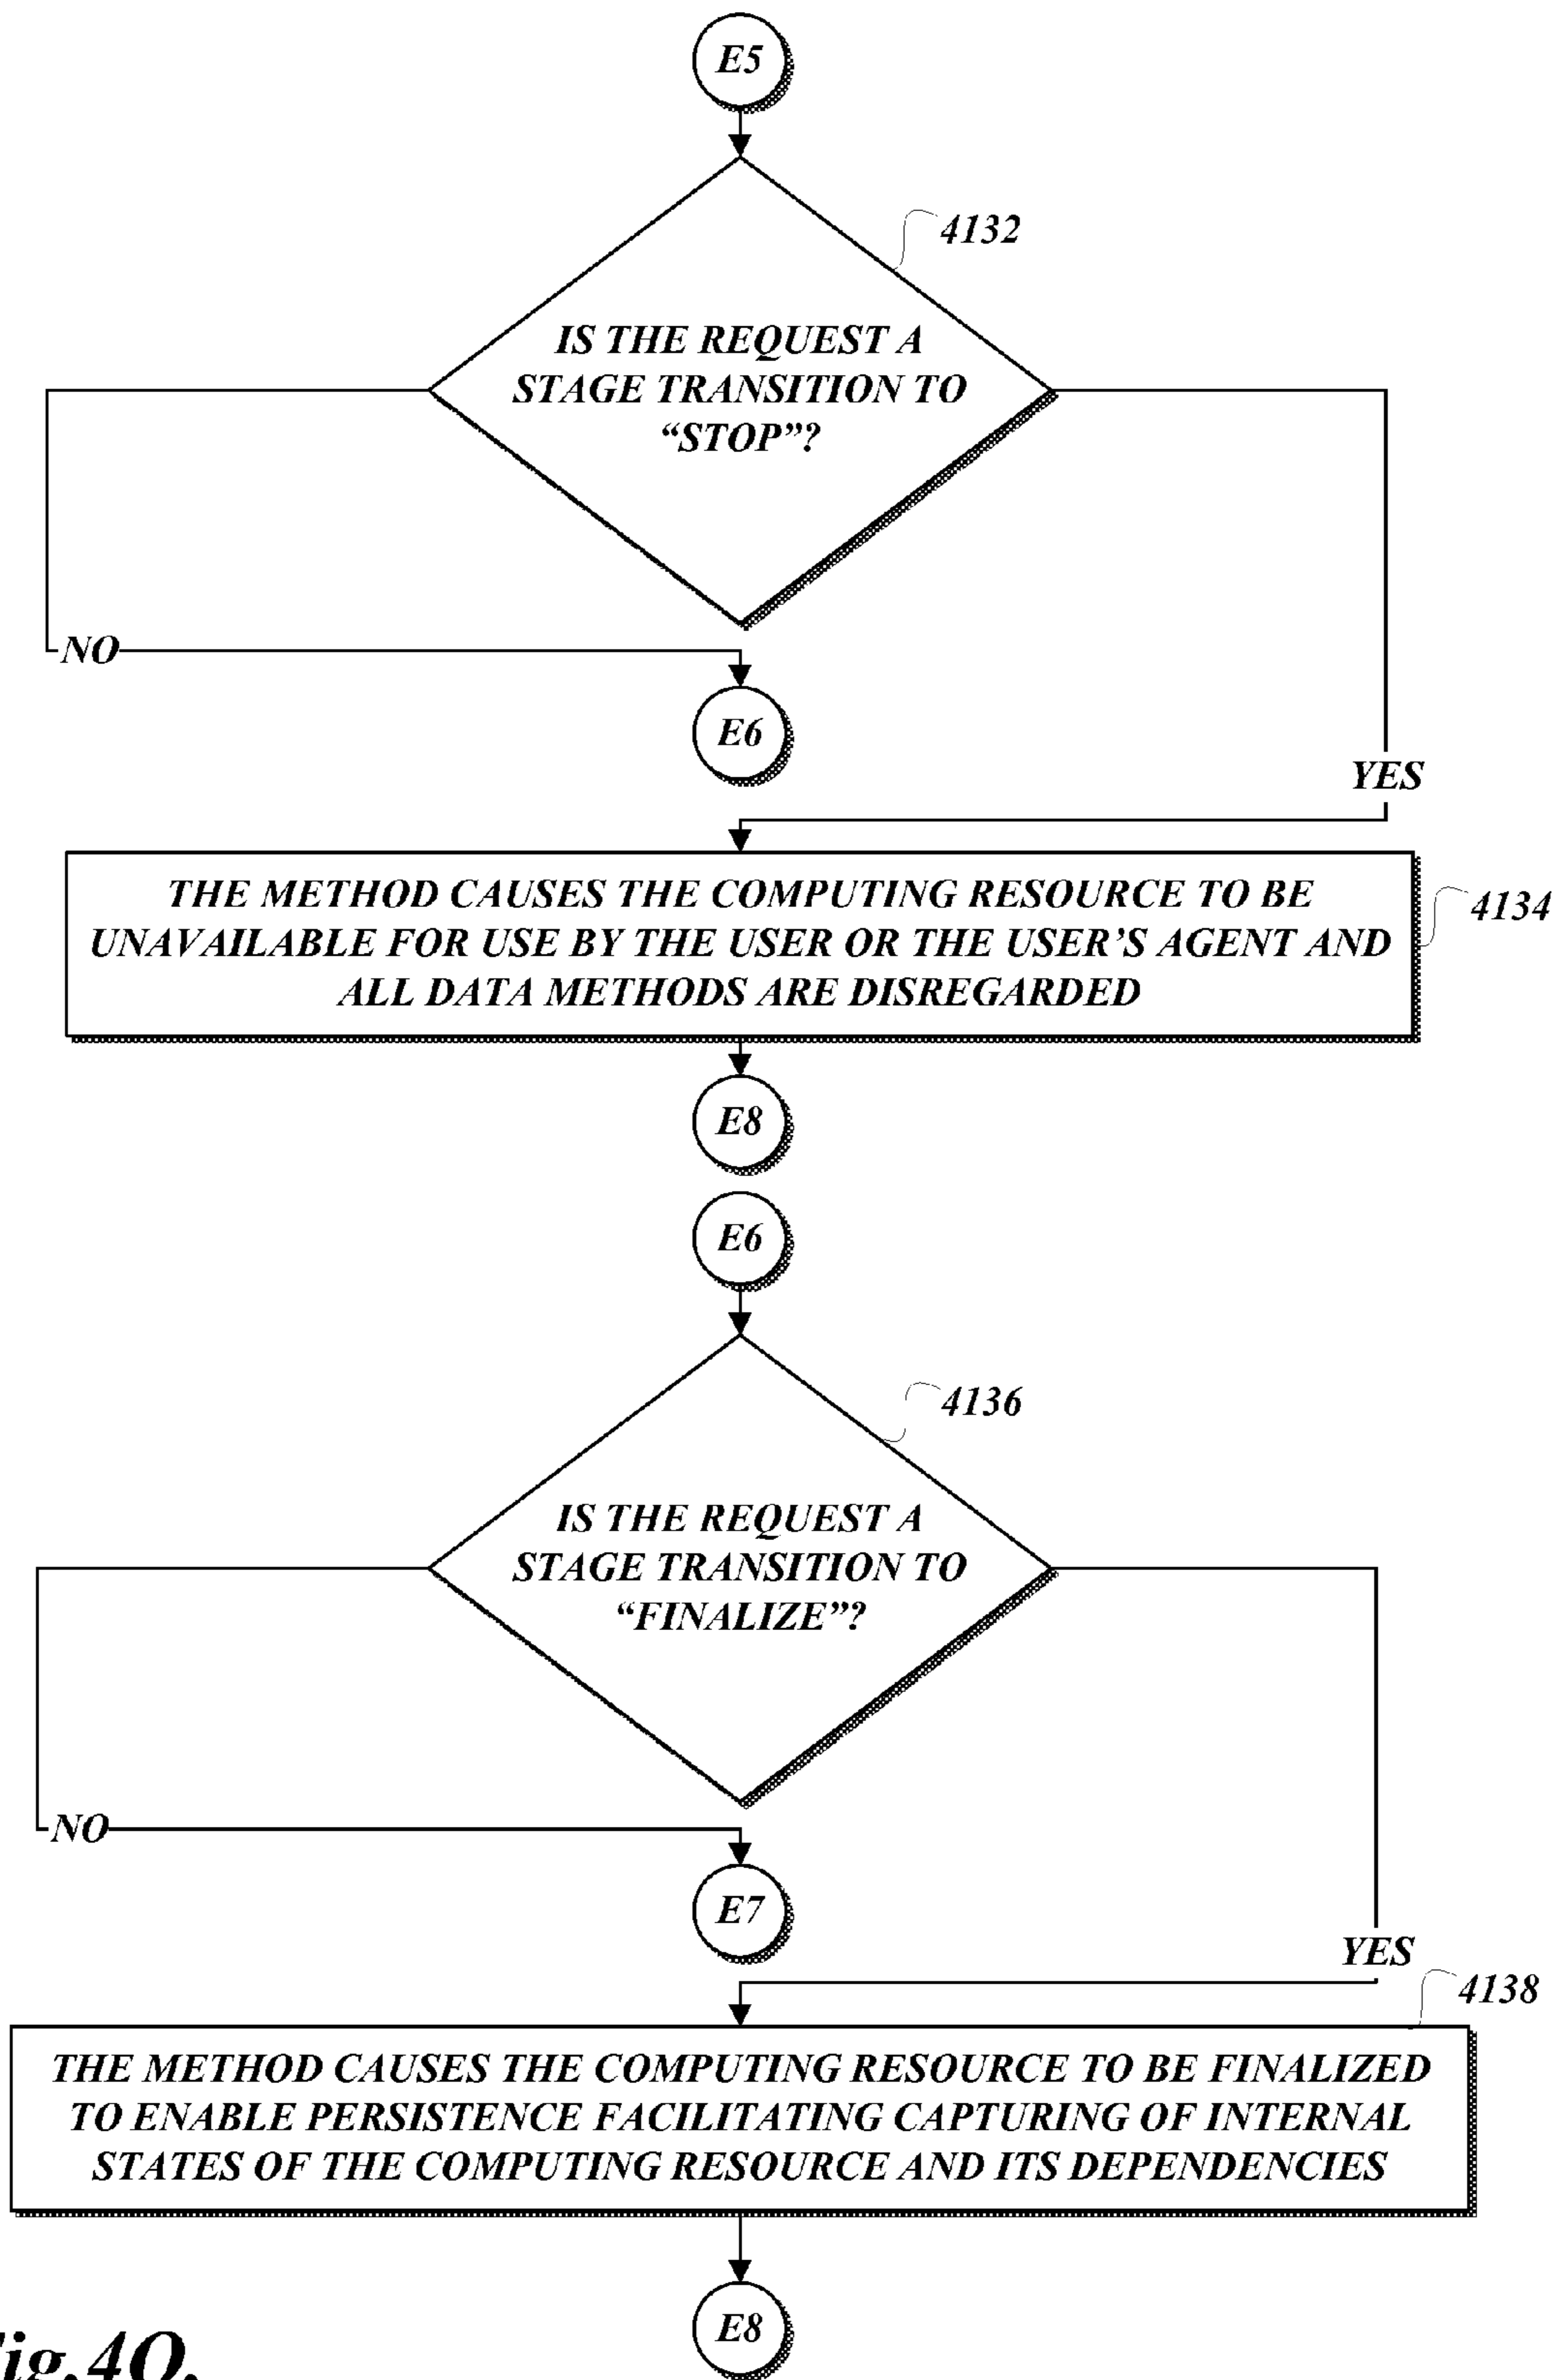 E5
4132
IS THE REQUEST A
STAGE TRANSITION TO
“STOP”?
NO
E6
YES
THE METHOD CAUSES THE COMPUTING RESOURCE TO BE
UNAVAILABLE FOR USE BY THE USER OR THE USER’S AGENT AND
ALL DATA METHODS ARE DISREGARDED
4134
E8
E6
4136
IS THE REQUEST A
STAGE TRANSITION TO
“FINALIZE”?
NO
E7
YES
4138
THE METHOD CAUSES THE COMPUTING RESOURCE TO BE FINALIZED
TO ENABLE PERSISTENCE FACILITATING CAPTURING OF INTERNAL
STATES OF THE COMPUTING RESOURCE AND ITS DEPENDENCIES
E8